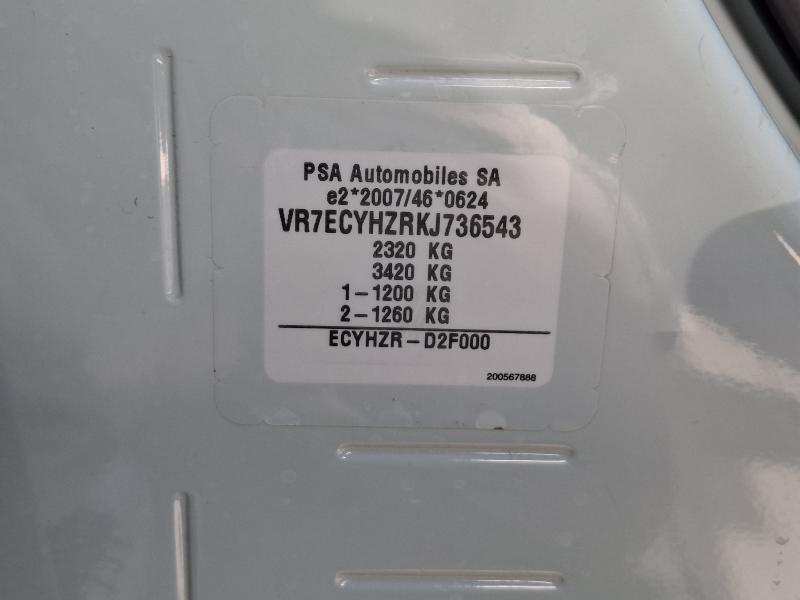 PSA Automobiles SA
e2*2007/46*0624
VR7ECYHZRKJ736543
2320 KG
3420 KG
1-1200 KG
2-1260 KG
ECYHZR-D2F000
200567888